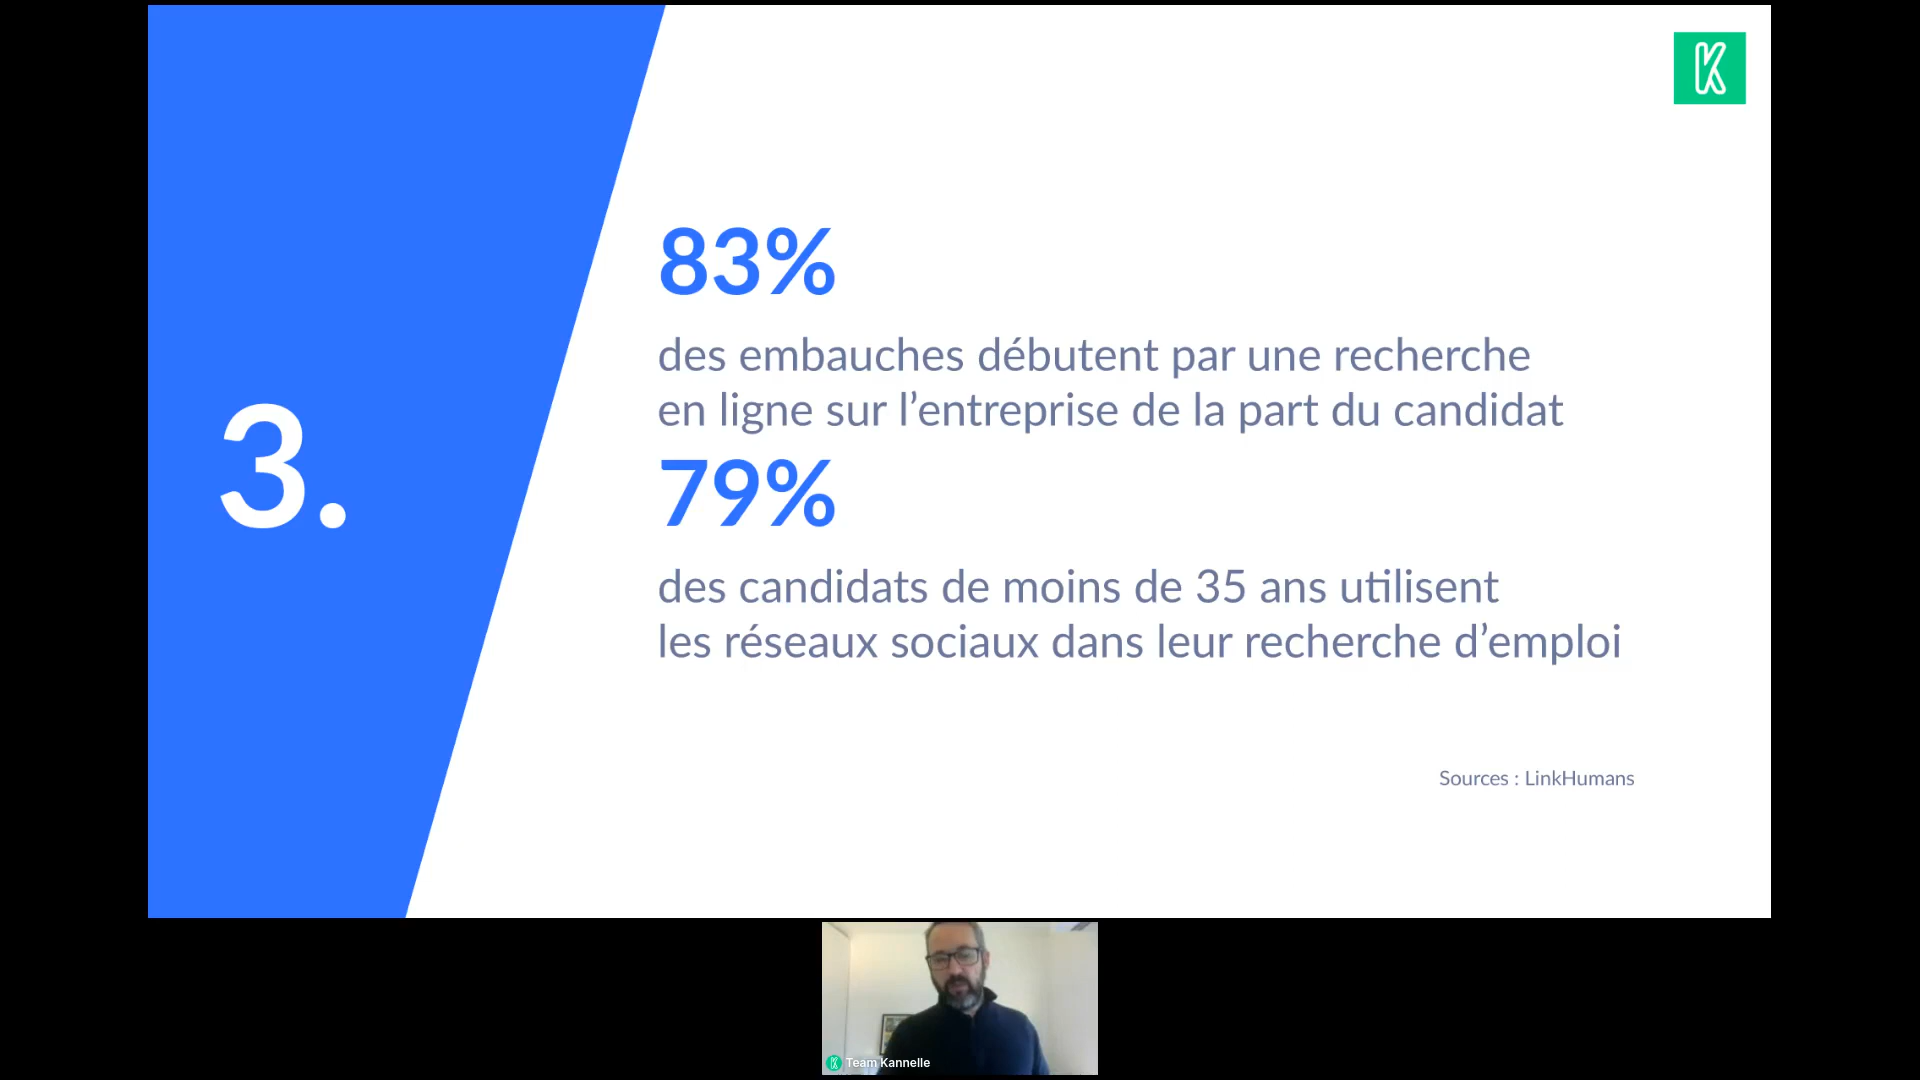 K
3.
83%
des embauches débutent par une recherche
en ligne sur l’entreprise de la part du candidat
79%
des candidats de moins de 35 ans utilisent
les réseaux sociaux dans leur recherche d’emploi
Sources : LinkHumans
Team Kannelle